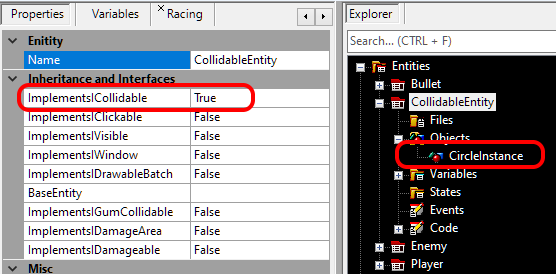 Properties Variables Racing
Enitity
Name CollidableEntity
Inheritance and Interfaces
ImplementsICollidable True
ImplementsIClickable False
ImplementsIVisible False
ImplementsIWindow False
ImplementsIDrawableBatch False
BaseEntity
ImplementsIGumCollidable False
ImplementsIDamageArea False
ImplementsIDamageable False
Misc
Explorer
Search... (CTRL + F)
Entities
Bullet
CollidableEntity
Files
Objects
CircleInstance
Variables
States
Events
Code
Enemy
Player